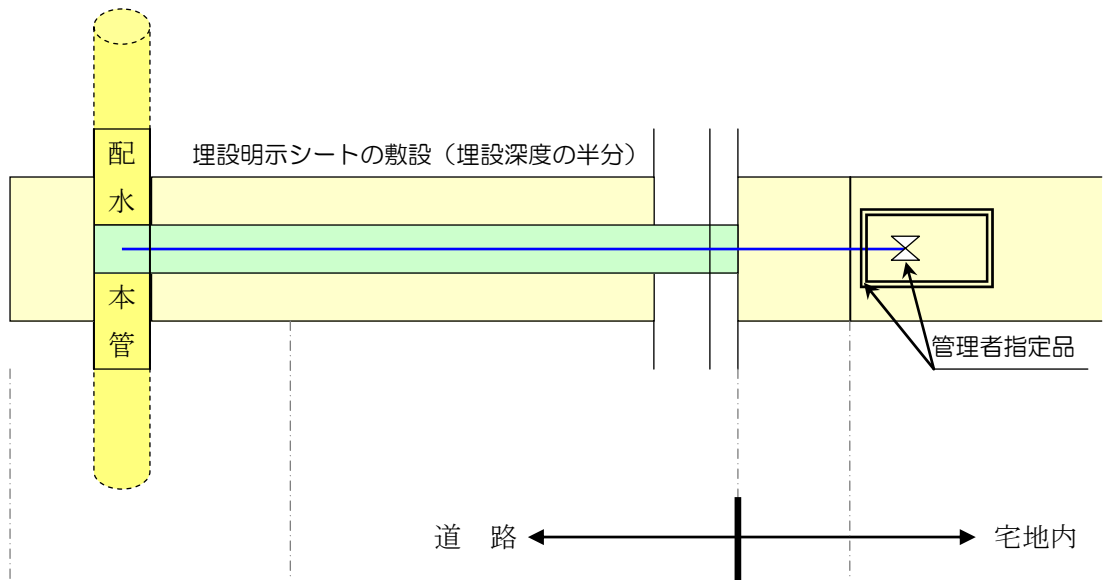 埋設明示シートの敷設（埋設深度の半分）
配水本管
管理者指定品
道　路
宅地内